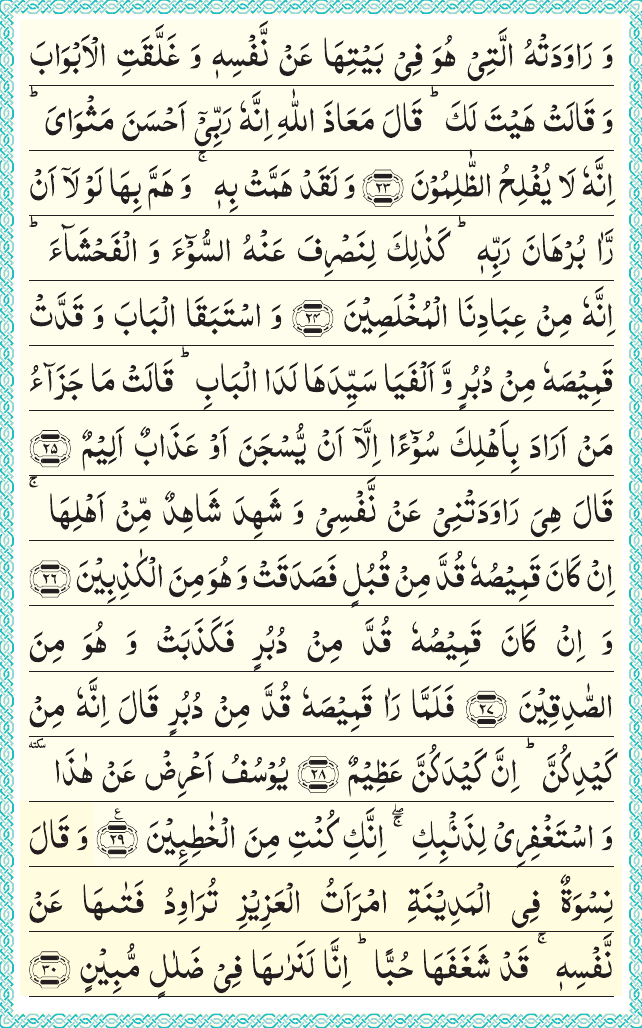 وَ رَاوَدَتْهُ الَّتِیْ هُوَ فِیْ بَیْتِهَا عَنْ نَّفْسِهٖ وَ غَلَّقَتِ الْاَبْوَابَ
وَ قَالَتْ هَیْتَ لَكَ ؕ قَالَ مَعَاذَ اللّٰهِ اِنَّهٗ رَبِّیْۤ اَحْسَنَ مَثْوَایَ ؕ
اِنَّهٗ لَا یُفْلِحُ الظّٰلِمُوْنَ ﴿۲۳﴾ وَ لَقَدْ هَمَّتْ بِهٖ ۚ وَ هَمَّ بِهَا لَوْ لَاۤ اَنْ
رَّاٰ بُرْهَانَ رَبِّهٖ ؕ كَذٰلِكَ لِنَصْرِفَ عَنْهُ السُّوْٓءَ وَ الْفَحْشَآءَ ؕ
اِنَّهٗ مِنْ عِبَادِنَا الْمُخْلَصِیْنَ ﴿۲۴﴾ وَ اسْتَبَقَا الْبَابَ وَ قَدَّتْ
قَمِیْصَهٗ مِنْ دُبُرٍ وَّ اَلْفَیَا سَیِّدَهَا لَدَا الْبَابِ ؕ قَالَتْ مَا جَزَآءُ
مَنْ اَرَادَ بِاَهْلِكَ سُوْٓءًا اِلَّاۤ اَنْ یُّسْجَنَ اَوْ عَذَابٌ اَلِیْمٌ ﴿۲۵﴾
قَالَ هِیَ رَاوَدَتْنِیْ عَنْ نَّفْسِیْ وَ شَهِدَ شَاهِدٌ مِّنْ اَهْلِهَا ۚ
اِنْ كَانَ قَمِیْصُهٗ قُدَّ مِنْ قُبُلٍ فَصَدَقَتْ وَ هُوَ مِنَ الْكٰذِبِیْنَ ﴿۲۶﴾
وَ اِنْ كَانَ قَمِیْصُهٗ قُدَّ مِنْ دُبُرٍ فَكَذَبَتْ وَ هُوَ مِنَ
الصّٰدِقِیْنَ ﴿۲۷﴾ فَلَمَّا رَاٰ قَمِیْصَهٗ قُدَّ مِنْ دُبُرٍ قَالَ اِنَّهٗ مِنْ
كَیْدِكُنَّ ؕ اِنَّ كَیْدَكُنَّ عَظِیْمٌ ﴿۲۸﴾ یُوْسُفُ اَعْرِضْ عَنْ هٰذَا سكته
وَ اسْتَغْفِرِیْ لِذَنْۢبِكِ ۖۚ اِنَّكِ كُنْتِ مِنَ الْخٰطِـِٕیْنَ ﴿۲۹﴾ ع وَ قَالَ
نِسْوَةٌ فِی الْمَدِیْنَةِ امْرَاَتُ الْعَزِیْزِ تُرَاوِدُ فَتٰىهَا عَنْ
نَّفْسِهٖ ۚ قَدْ شَغَفَهَا حُبًّا ؕ اِنَّا لَنَرٰىهَا فِیْ ضَلٰلٍ مُّبِیْنٍ ﴿۳۰﴾